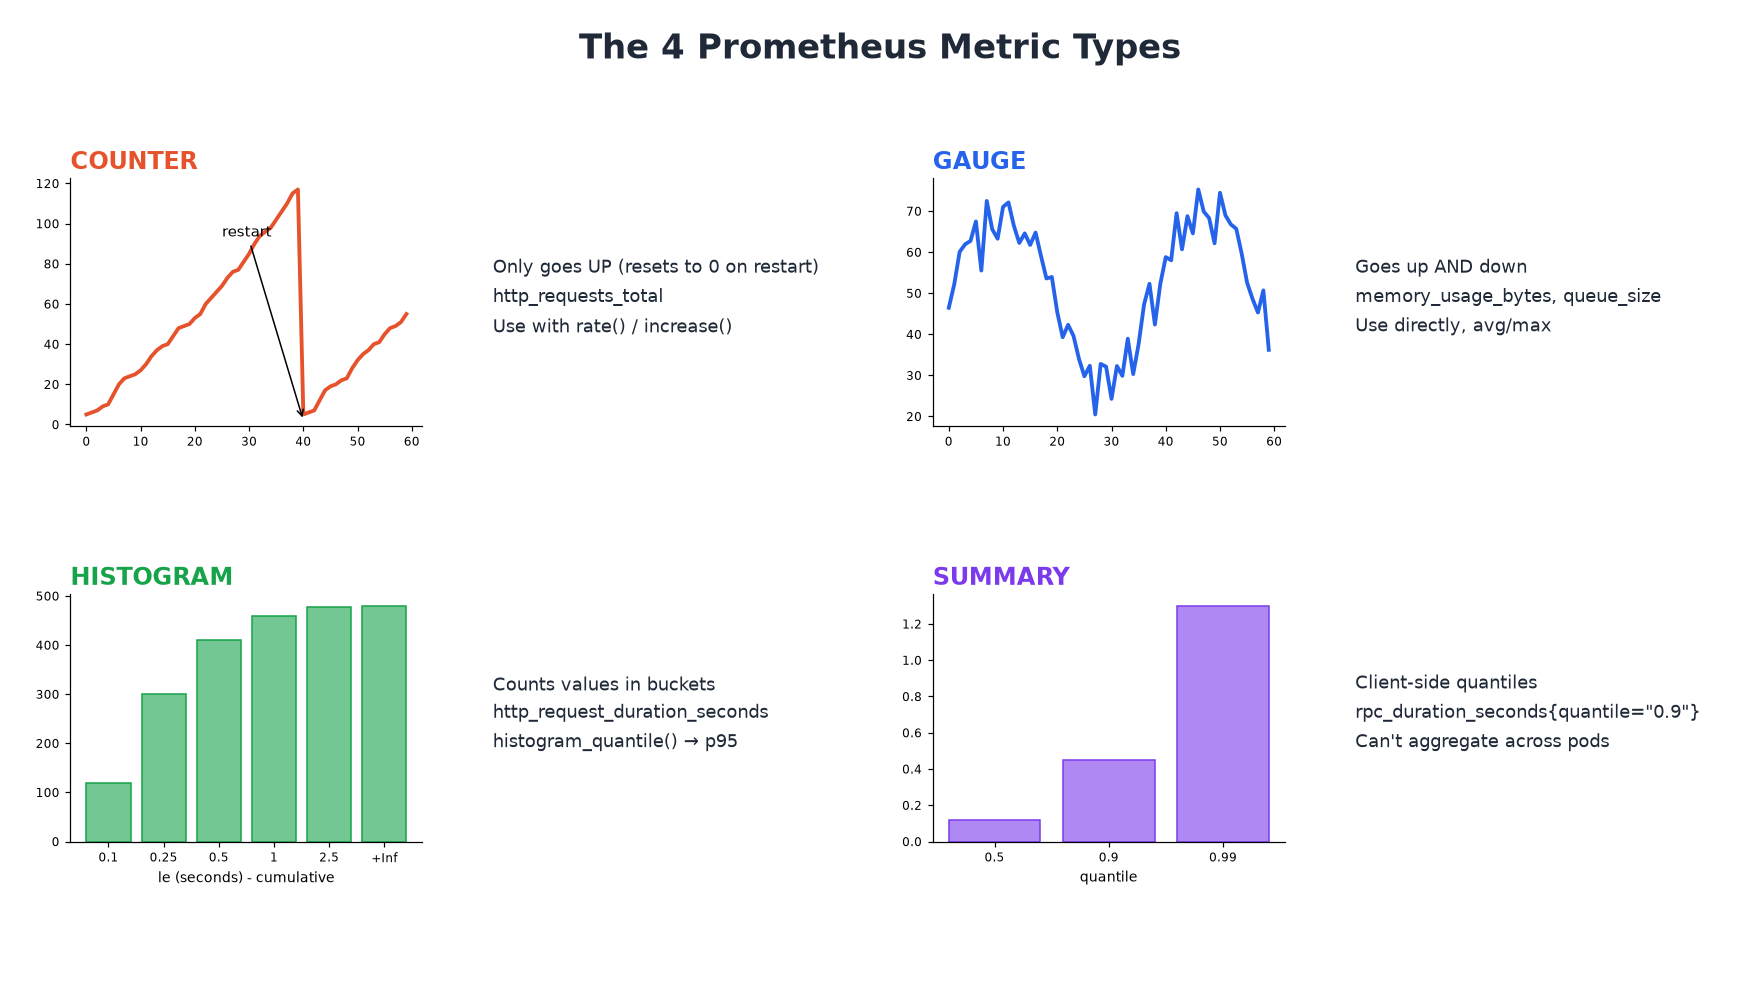 The 4 Prometheus Metric Types
COUNTER
120
100
80
60
40
20
0
restart
0 10 20 30 40 50 60
Only goes UP (resets to 0 on restart)
http_requests_total
Use with rate() / increase()
GAUGE
70
60
50
40
30
20
0 10 20 30 40 50 60
Goes up AND down
memory_usage_bytes, queue_size
Use directly, avg/max
HISTOGRAM
500
400
300
200
100
0
0.1 0.25 0.5 1 2.5 +Inf
le (seconds) - cumulative
Counts values in buckets
http_request_duration_seconds
histogram_quantile() → p95
SUMMARY
1.2
1.0
0.8
0.6
0.4
0.2
0.0
0.5 0.9 0.99
quantile
Client-side quantiles
rpc_duration_seconds{quantile="0.9"}
Can't aggregate across pods